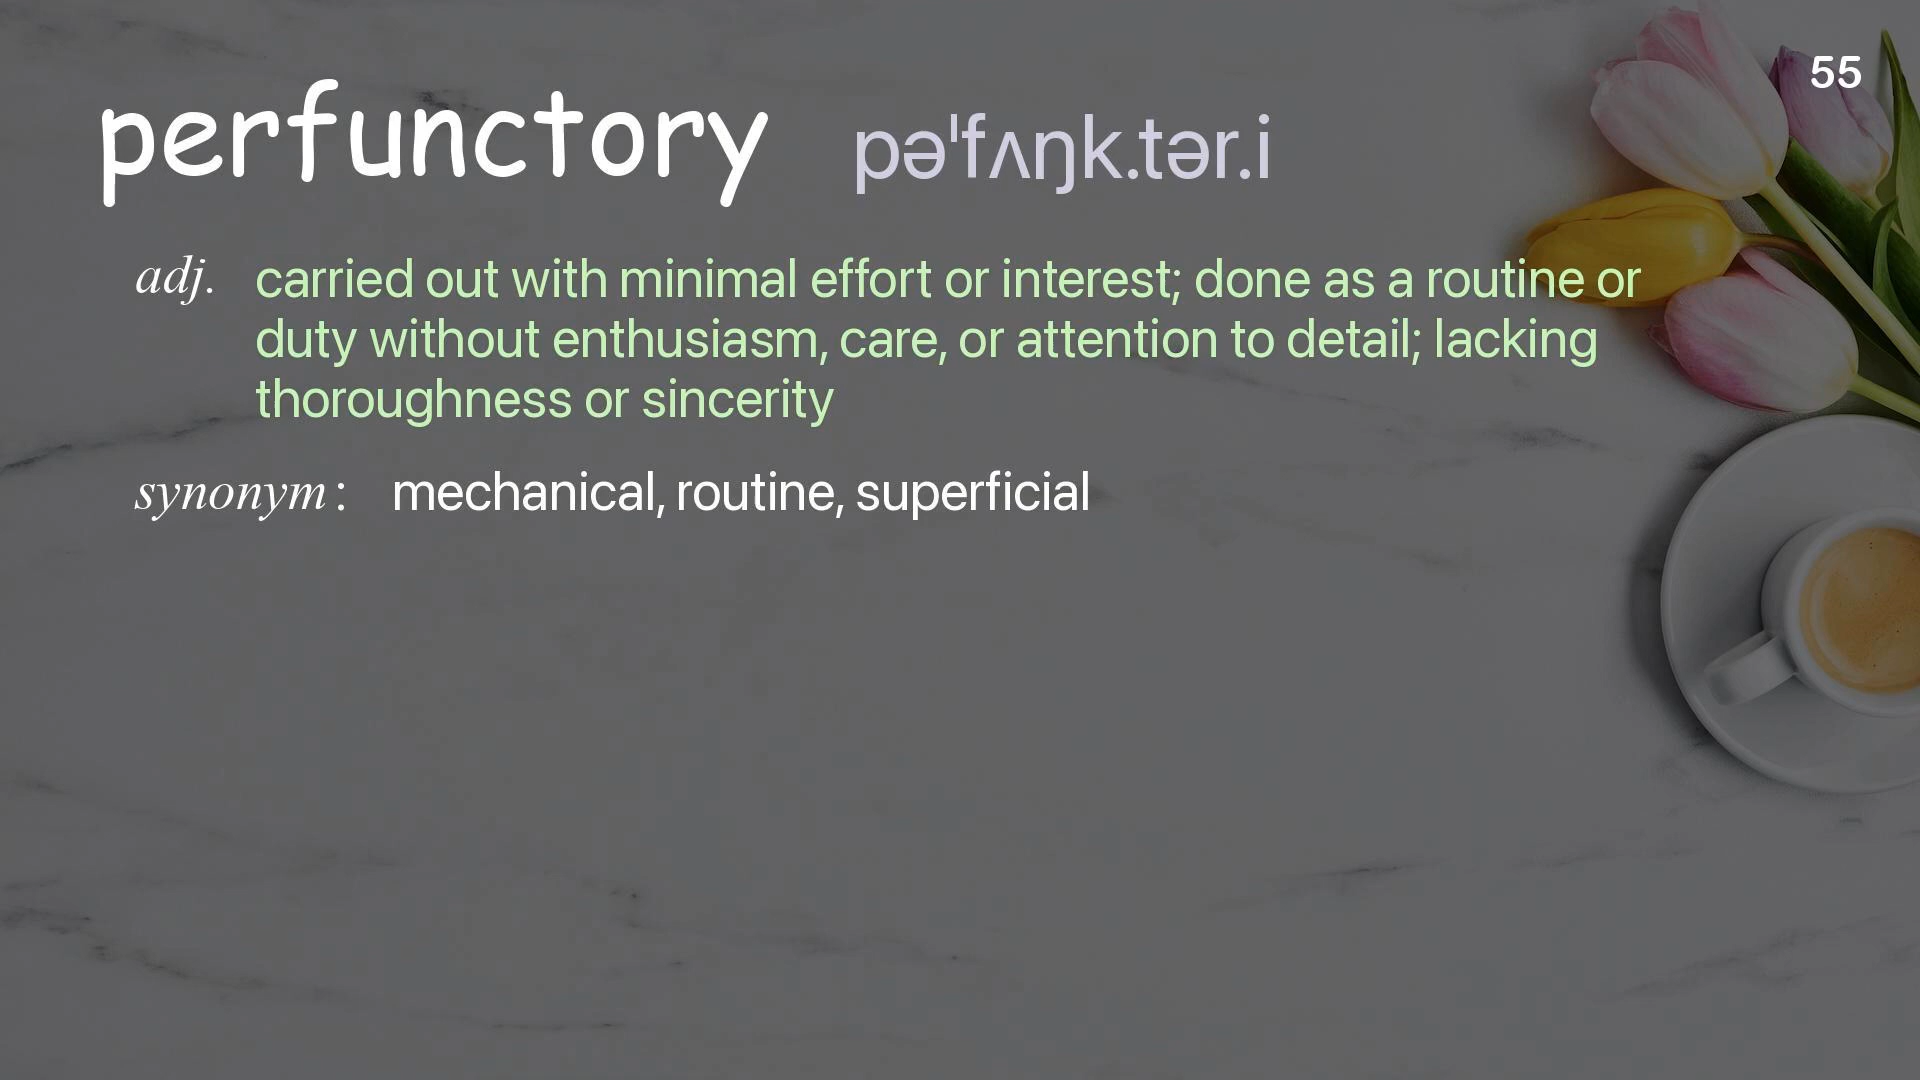 55
perfunctory pəˈfʌŋk.tər.i
adj. carried out with minimal effort or interest; done as a routine or
duty without enthusiasm, care, or attention to detail; lacking
thoroughness or sincerity
synonym: mechanical, routine, superficial